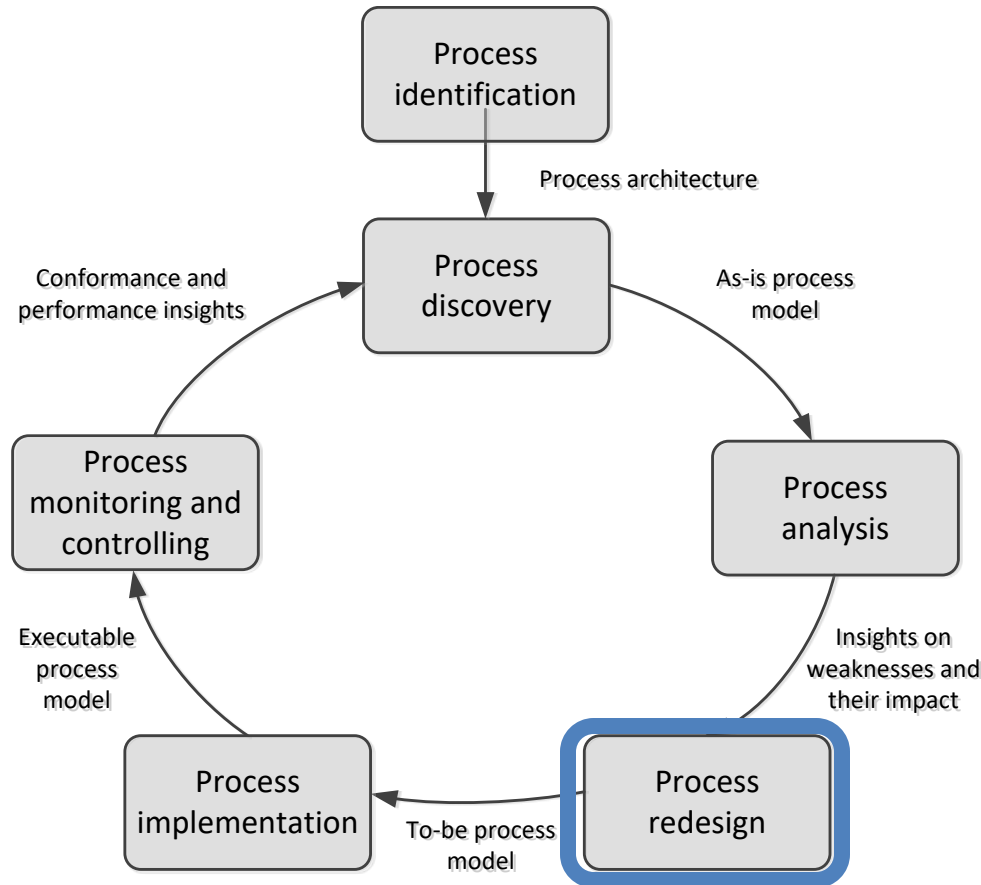 Process
identification
Process architecture
Process
discovery
Conformance and
performance insights
As-is process
model
Process
monitoring and
controlling
Process
analysis
Executable
process
model
Insights on
weaknesses and
their impact
Process
implementation
To-be process
model
Process
redesign